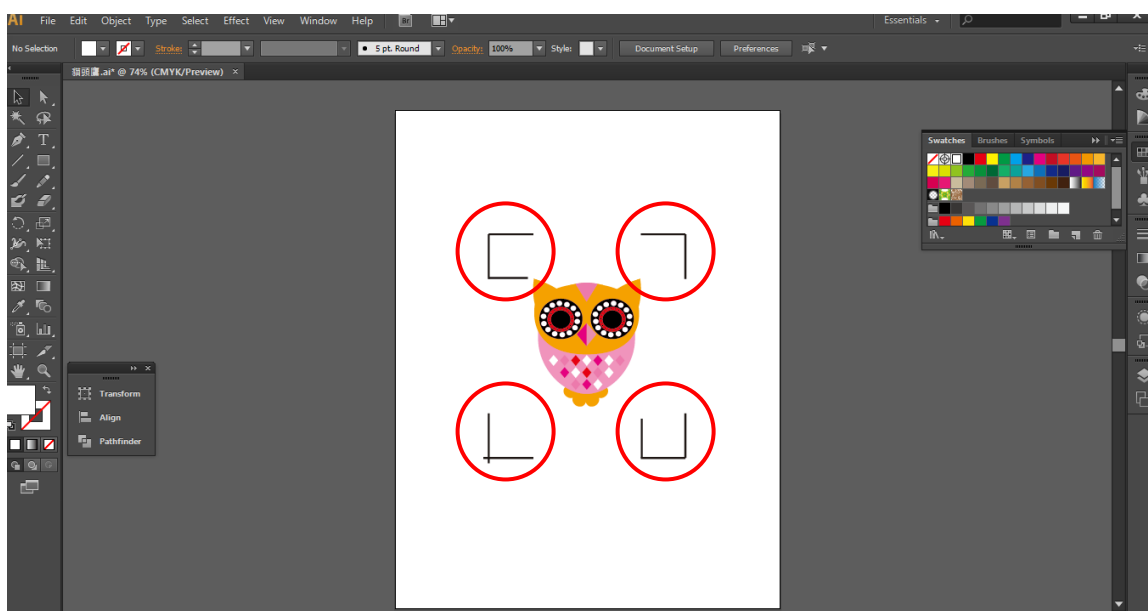 Ai File Edit Object Type Select Effect View Window Help Br Essentials
No Selection Stroke: 5 pt. Round Opacity: 100% Style: Document Setup Preferences
.ai* @ 74% (CMYK/Preview) ×
Swatches Brushes Symbols
Transform
Align
Pathfinder